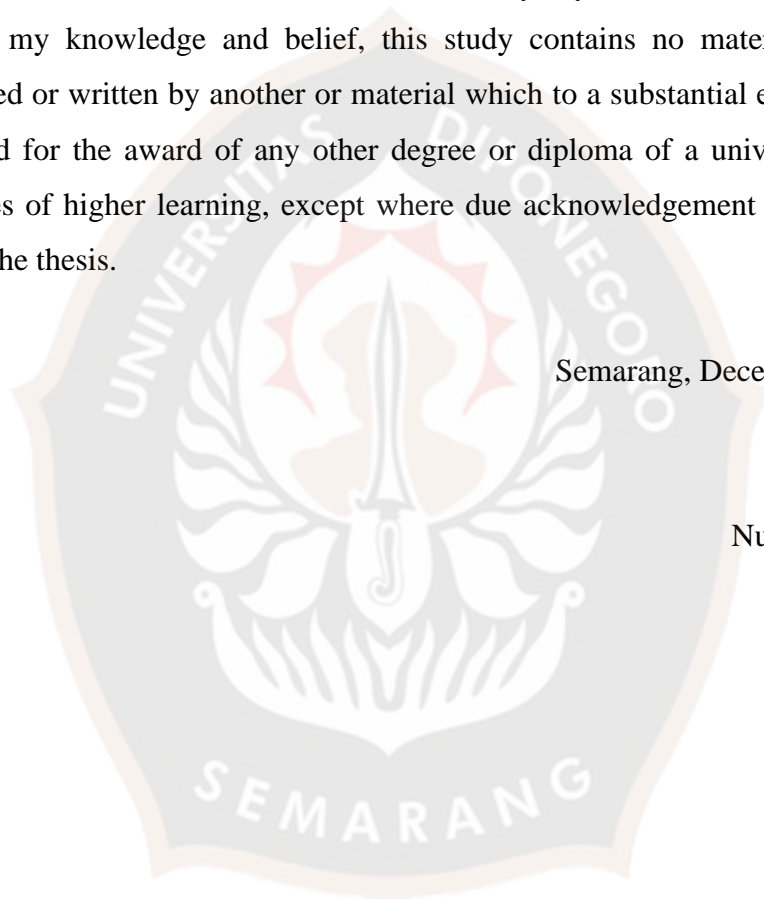 my knowledge and belief, this study contains no mater
ed or written by another or material which to a substantial e
d for the award of any other degree or diploma of a univ
es of higher learning, except where due acknowledgement
he thesis.
Semarang, Dece
Nu
UNIVERSITAS DIPONEGORO
SEMARANG